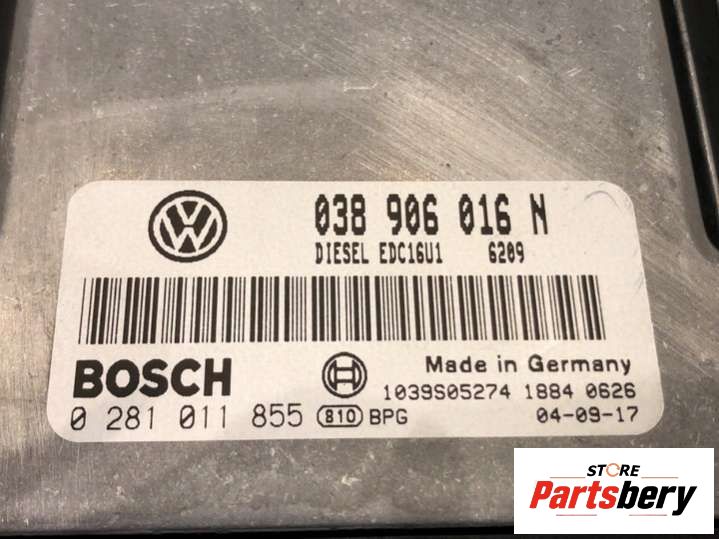 038 906 016 N
DIESEL EDC16U1 6209
BOSCH
Made in Germany
1039S05274 1884 0626
0 281 011 855 810 BPG
04-09-17
STORE
Partsbery